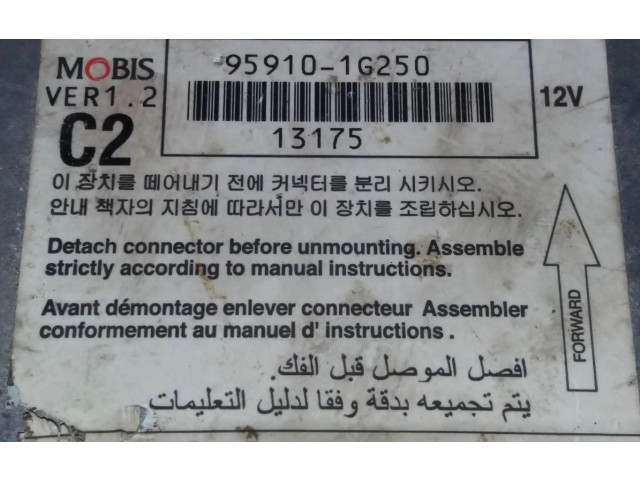 MOBIS
VER1.2
C2
95910-1G250
13175
12V
이 장치를 떼어내기 전에 커넥터를 분리 시키시오.
안내 책자의 지침에 따라서만 이 장치를 조립하십시오.
Detach connector before unmounting. Assemble
strictly according to manual instructions.
Avant démontage enlever connecteur Assembler
conformement au manuel d' instructions .
افصل الموصل قبل الفك.
يتم تجميعه بدقة وفقا لدليل التعليمات
FORWARD